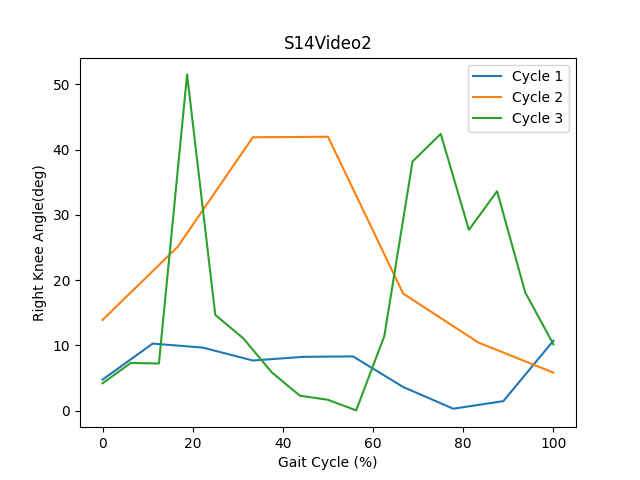 S14Video2
Cycle 1
Cycle 2
Cycle 3
50
40
30
20
10
0
Right Knee Angle(deg)
0 20 40 60 80 100
Gait Cycle (%)